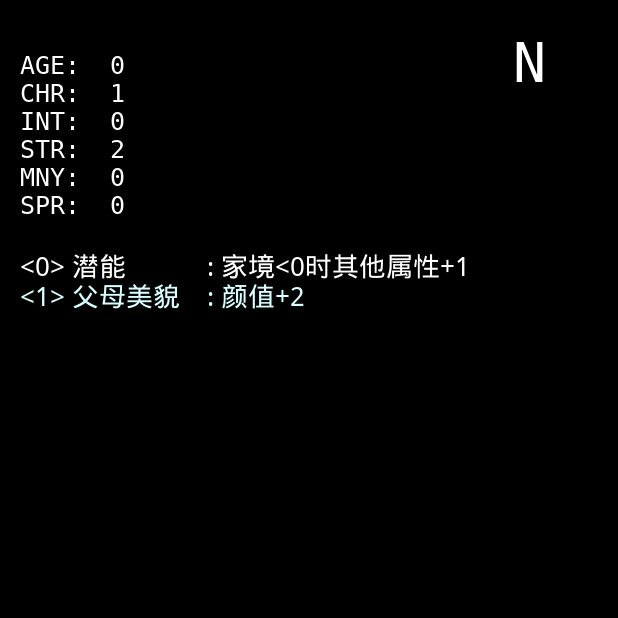 N
AGE: 0
CHR: 1
INT: 0
STR: 2
MNY: 0
SPR: 0
<0> 潜能 : 家境<0时其他属性+1
<1> 父母美貌 : 颜值+2